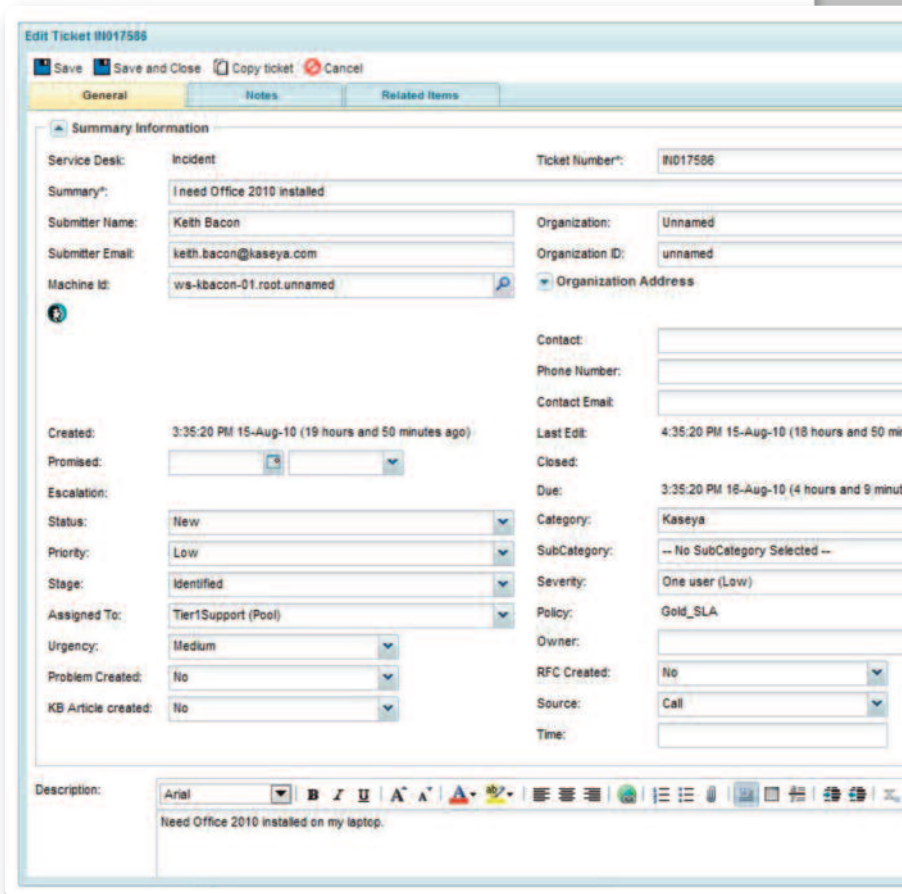 Edit Ticket IN017586
Save Save and Close Copy ticket Cancel
General Notes Related Items
Summary Information
Service Desk: Incident Ticket Number*: IN017586
Summary*: I need Office 2010 installed
Submitter Name: Keith Bacon Organization: Unnamed
Submitter Email: keith.bacon@kaseya.com Organization ID: unnamed
Machine Id: ws-kbacon-01.root.unnamed Organization Address
Contact:
Phone Number:
Contact Email:
Created: 3:35:20 PM 15-Aug-10 (19 hours and 50 minutes ago) Last Edit: 4:35:20 PM 15-Aug-10 (18 hours and 50 mi
Promised: Closed:
Escalation: Due: 3:35:20 PM 16-Aug-10 (4 hours and 9 minut
Status: New Category: Kaseya
Priority: Low SubCategory: -- No SubCategory Selected --
Stage: Identified Severity: One user (Low)
Assigned To: Tier1Support (Pool) Policy: Gold_SLA
Urgency: Medium Owner:
Problem Created: No RFC Created: No
KB Article created: No Source: Call
Time:
Description: Arial B I U A A A ab
Need Office 2010 installed on my laptop.